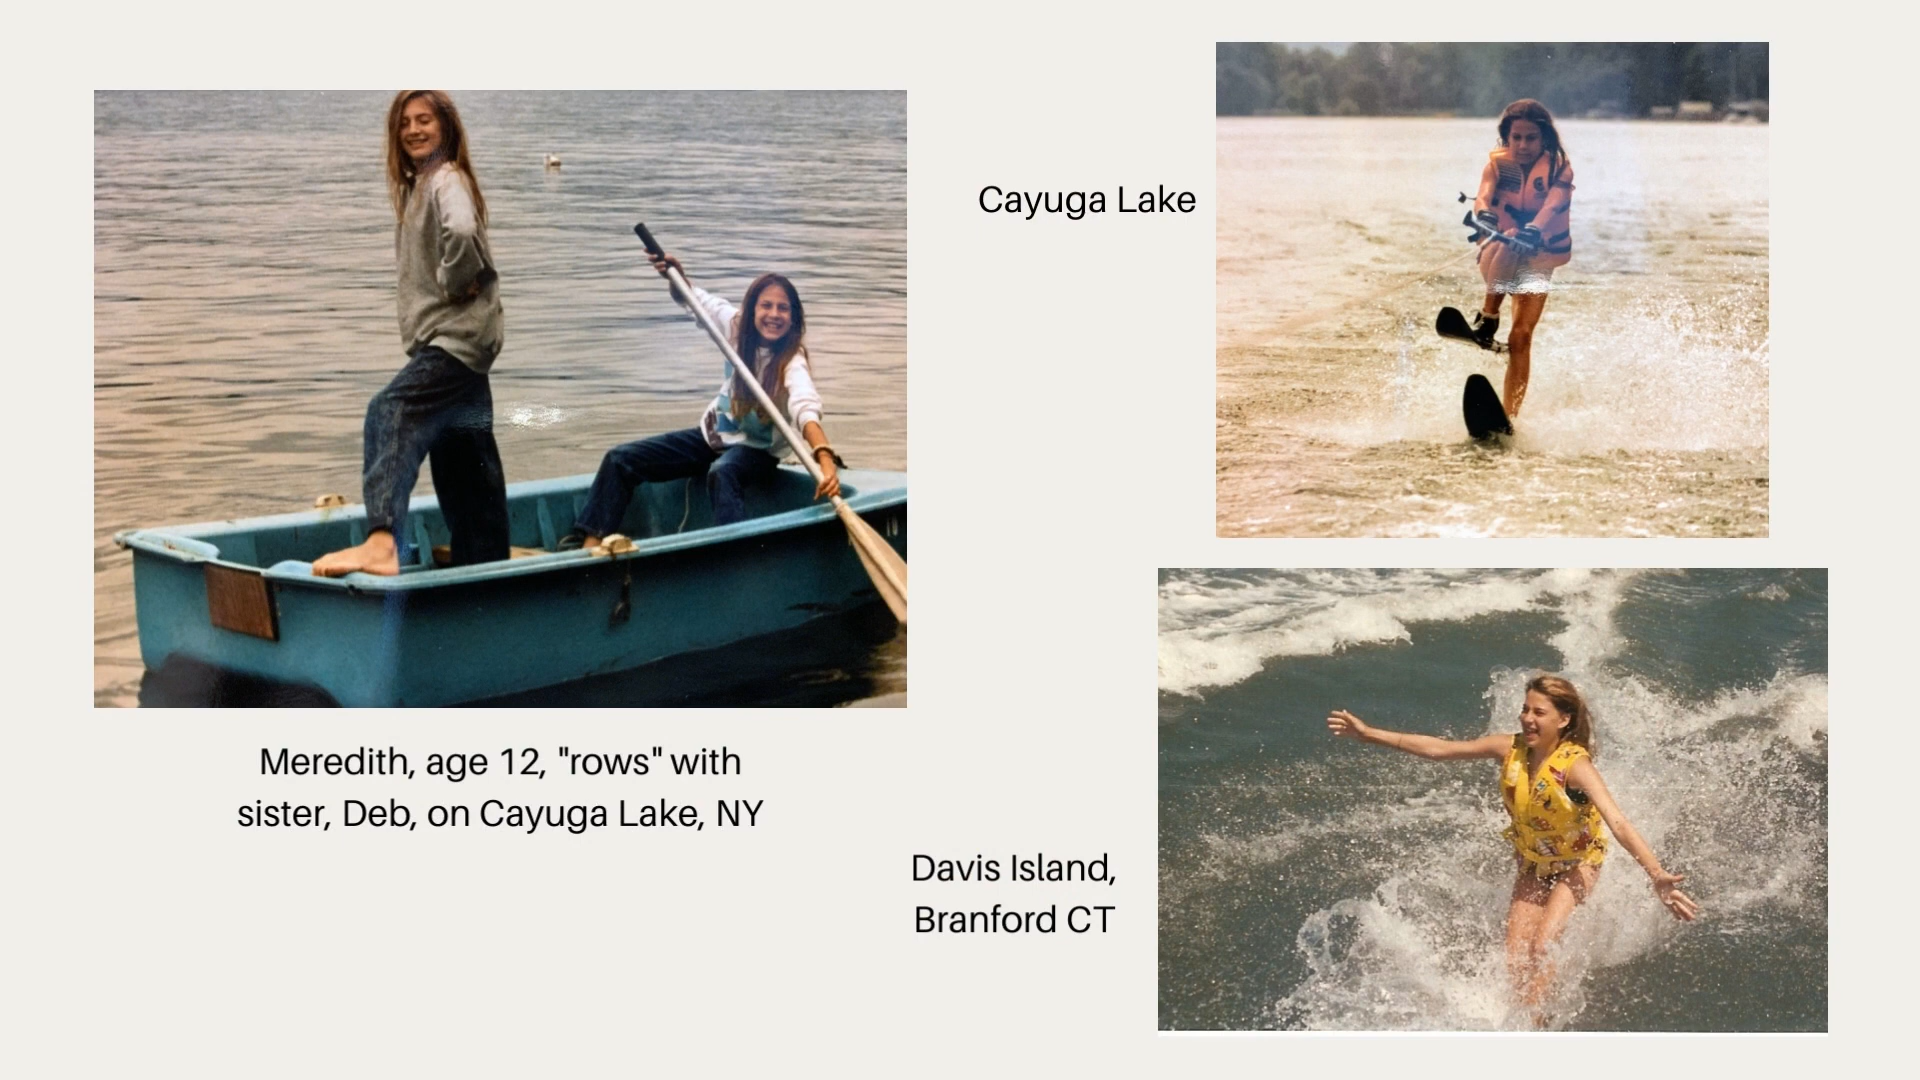 Cayuga Lake
Meredith, age 12, "rows" with
sister, Deb, on Cayuga Lake, NY
Davis Island,
Branford CT